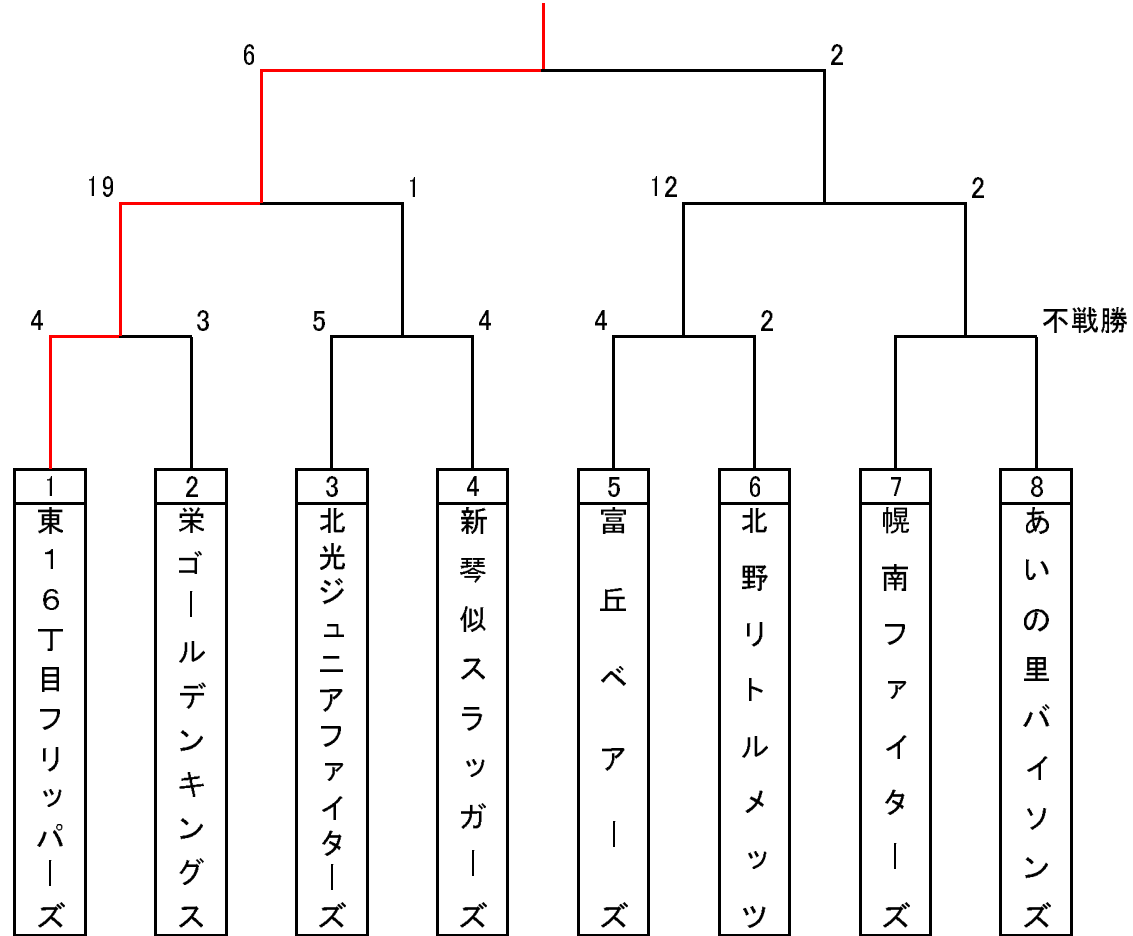 6 2
19 1 12 2
4 3 5 4 4 2 不戦勝
1 2 3 4 5 6 7 8
東16丁目フリッパーズ
栄ゴールデンキングス
北光ジュニアファイターズ
新琴似スラッガーズ
富丘ベアーズ
北野リトルメッツ
幌南ファイターズ
あいの里バイソンズ